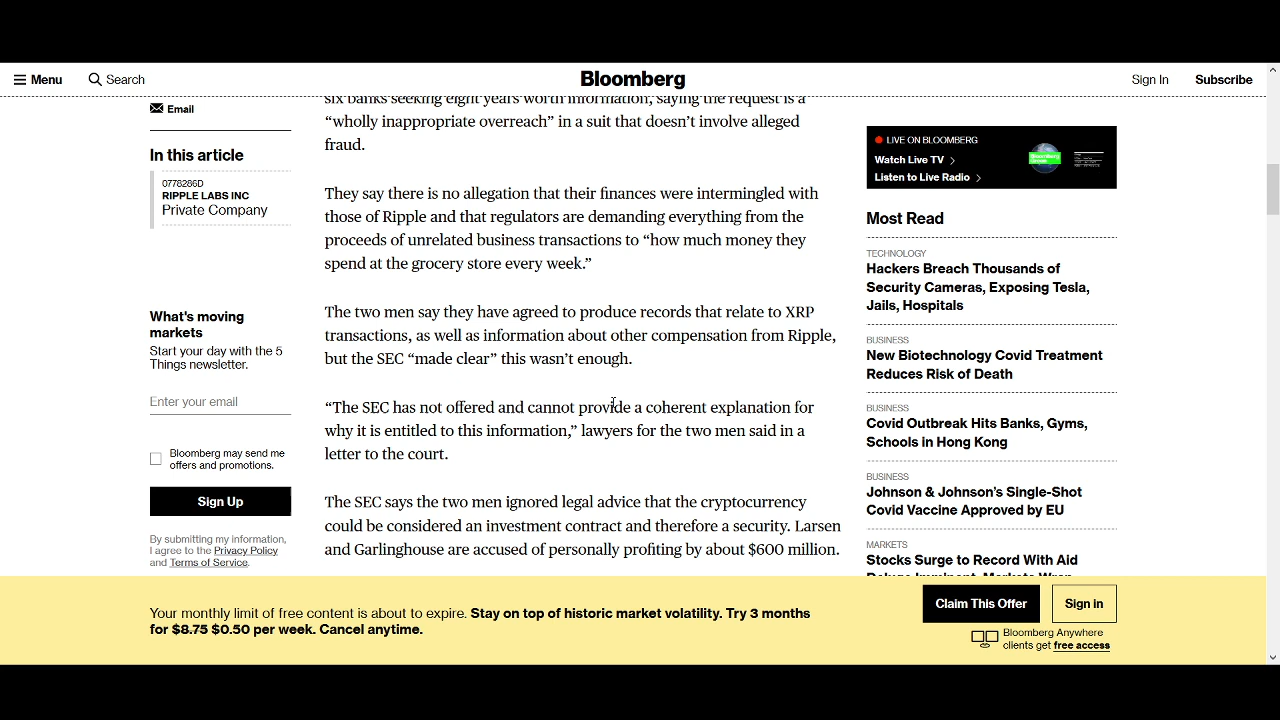 Menu
Search
Bloomberg
Sign In
Subscribe
Email
In this article
0778286D
RIPPLE LABS INC
Private Company
What's moving
markets
Start your day with the 5
Things newsletter.
Enter your email
Bloomberg may send me
offers and promotions.
Sign Up
By submitting my information,
I agree to the Privacy Policy
and Terms of Service.
six banks seeking eight years worth information, saying the request is a
“wholly inappropriate overreach” in a suit that doesn’t involve alleged
fraud.
They say there is no allegation that their finances were intermingled with
those of Ripple and that regulators are demanding everything from the
proceeds of unrelated business transactions to “how much money they
spend at the grocery store every week.”
The two men say they have agreed to produce records that relate to XRP
transactions, as well as information about other compensation from Ripple,
but the SEC “made clear” this wasn’t enough.
“The SEC has not offered and cannot provide a coherent explanation for
why it is entitled to this information,” lawyers for the two men said in a
letter to the court.
The SEC says the two men ignored legal advice that the cryptocurrency
could be considered an investment contract and therefore a security. Larsen
and Garlinghouse are accused of personally profiting by about $600 million.
LIVE ON BLOOMBERG
Watch Live TV
Listen to Live Radio
Most Read
TECHNOLOGY
Hackers Breach Thousands of
Security Cameras, Exposing Tesla,
Jails, Hospitals
BUSINESS
New Biotechnology Covid Treatment
Reduces Risk of Death
BUSINESS
Covid Outbreak Hits Banks, Gyms,
Schools in Hong Kong
BUSINESS
Johnson & Johnson’s Single-Shot
Covid Vaccine Approved by EU
MARKETS
Stocks Surge to Record With Aid
Your monthly limit of free content is about to expire. Stay on top of historic market volatility. Try 3 months
for $8.75 $0.50 per week. Cancel anytime.
Claim This Offer
Sign in
Bloomberg Anywhere
clients get free access